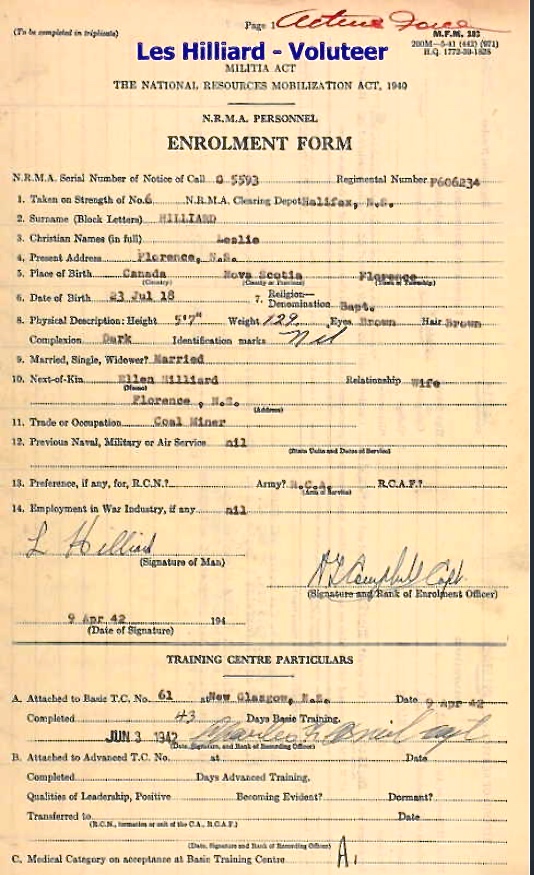 (To be completed in triplicate)
Page 1 Active Force
M.F.M. 182
200M—5-41 (442) (971)
H.Q. 1772-39-1828
Les Hilliard - Voluteer
MILITIA ACT
THE NATIONAL RESOURCES MOBILIZATION ACT, 1940
N.R.M.A. PERSONNEL
ENROLMENT FORM
N.R.M.A. Serial Number of Notice of Call G 5593 Regimental Number F606234
1. Taken on Strength of No. 6 N.R.M.A. Clearing Depot Halifax, N.S.
2. Surname (Block Letters) HILLIARD
3. Christian Names (in full) Leslie
4. Present Address Florence, N.S.
5. Place of Birth Canada Nova Scotia Florence
(Country) (County or Province) (Town or Township)
6. Date of Birth 23 Jul 18 7. Religion—Denomination Bapt.
8. Physical Description: Height 5'7" Weight 129 Eyes Brown Hair Brown
Complexion Dark Identification marks Nil
9. Married, Single, Widower? Married
10. Next-of-Kin Ellen Hilliard Relationship Wife
(Name)
Florence, N.S.
(Address)
11. Trade or Occupation Coal Miner
12. Previous Naval, Military or Air Service nil
(State Units and Dates of Service)
13. Preference, if any, for, R.C.N.? Army? R.C.A. R.C.A.F.?
(Arm of Service)
14. Employment in War Industry, if any nil
L Hilliard
(Signature of Man)
Campbell Capt
(Signature and Rank of Enrolment Officer)
9 Apr 42 194
(Date of Signature)
TRAINING CENTRE PARTICULARS
A. Attached to Basic T.C. No. 61 at New Glasgow, N.S. Date 9 Apr 42
Completed 43 Days Basic Training.
JUN 3 1942 Charles
(Date, Signature, and Rank of Recording Officer)
B. Attached to Advanced T.C. No. at Date
Completed Days Advanced Training.
Qualities of Leadership, Positive Becoming Evident? Dormant?
Transferred to Date
(R.C.N., formation or unit of the C.A., R.C.A.F.)
(Date, Signature and Rank of Recording Officer)
C. Medical Category on acceptance at Basic Training Centre A1